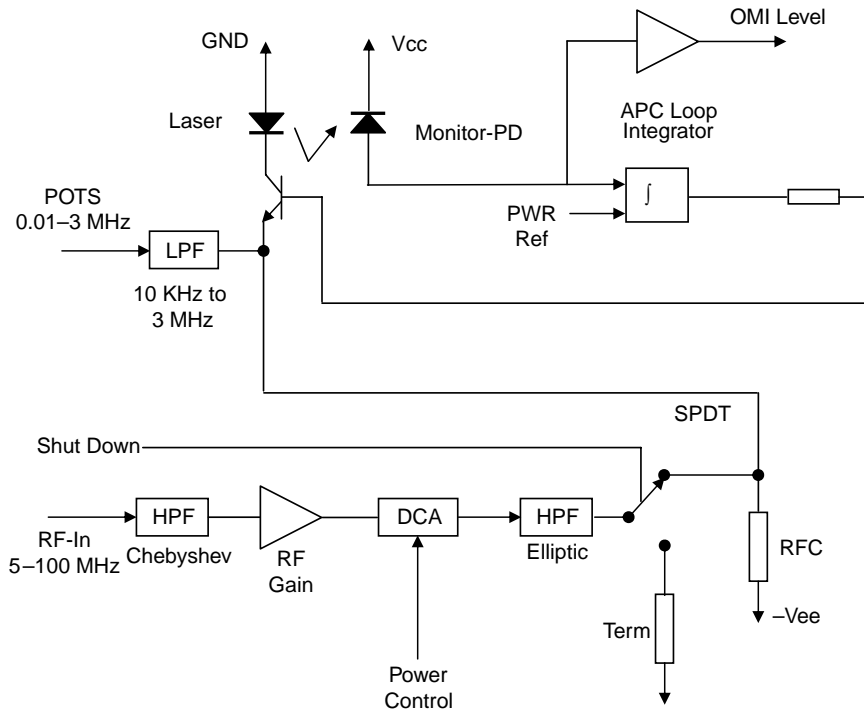 OMI Level
GND
Vcc
Laser
Monitor-PD
APC Loop
Integrator
∫
POTS
0.01–3 MHz
PWR
Ref
LPF
10 KHz to
3 MHz
SPDT
Shut Down
HPF
DCA
HPF
RF-In
5–100 MHz
Chebyshev
RF
Gain
Elliptic
RFC
–Vee
Term
Power
Control